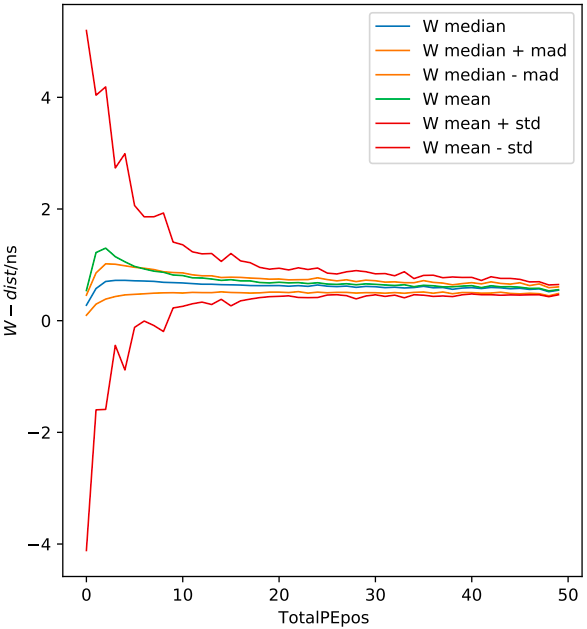 W median
W median + mad
W median - mad
W mean
W mean + std
W mean - std
4
2
0
−2
−4
W − dist/ns
0 10 20 30 40 50
TotalPEpos